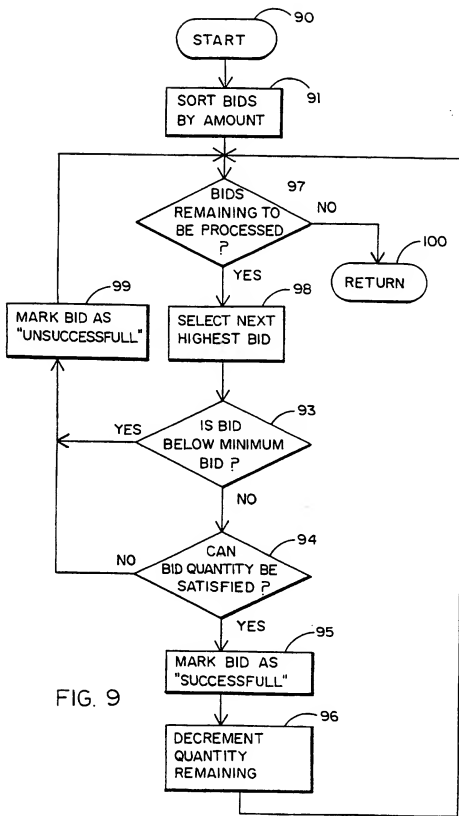 90
START
91
SORT BIDS
BY AMOUNT
97
BIDS
REMAINING TO
BE PROCESSED
?
NO
100
RETURN
YES
99
MARK BID AS
"UNSUCCESSFULL"
98
SELECT NEXT
HIGHEST BID
93
IS BID
BELOW MINIMUM
BID ?
YES
NO
94
CAN
BID QUANTITY BE
SATISFIED ?
NO
YES
95
MARK BID AS
"SUCCESSFULL"
FIG. 9
96
DECREMENT
QUANTITY
REMAINING